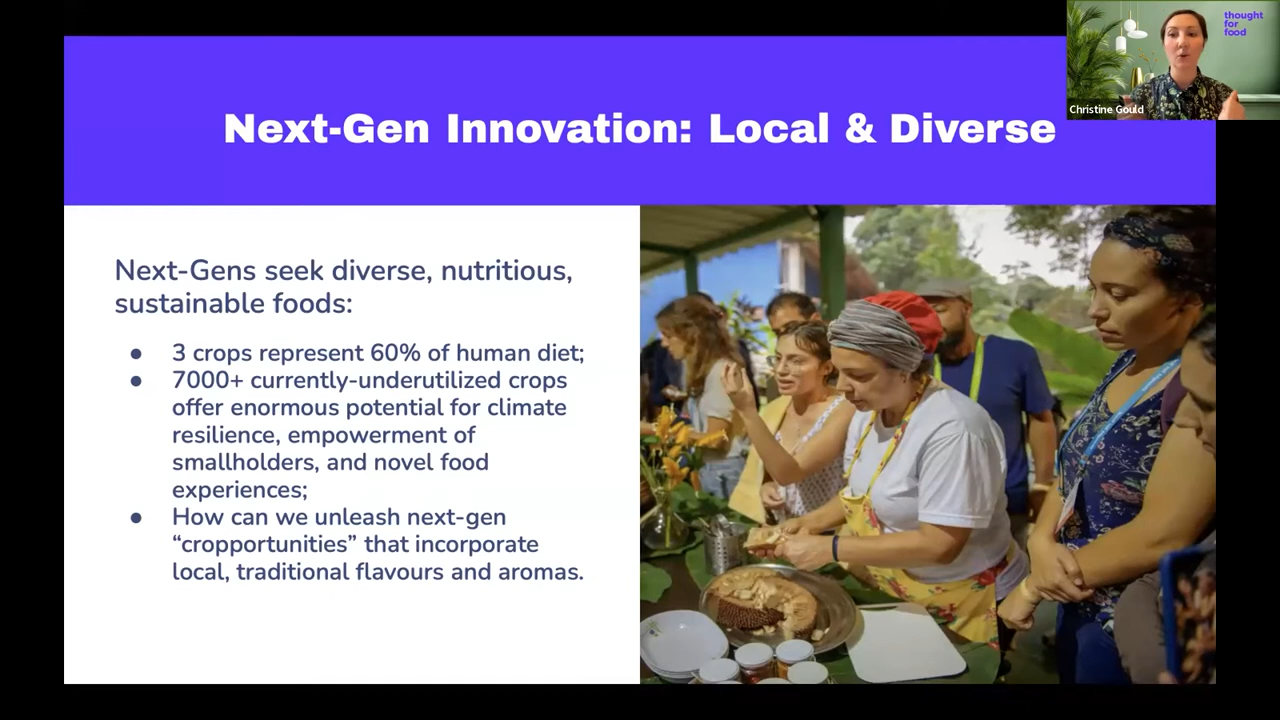 thought
for
food
Christine Gould
Next-Gen Innovation: Local & Diverse
Next-Gens seek diverse, nutritious,
sustainable foods:
● 3 crops represent 60% of human diet;
● 7000+ currently-underutilized crops
offer enormous potential for climate
resilience, empowerment of
smallholders, and novel food
experiences;
● How can we unleash next-gen
“cropportunities” that incorporate
local, traditional flavours and aromas.